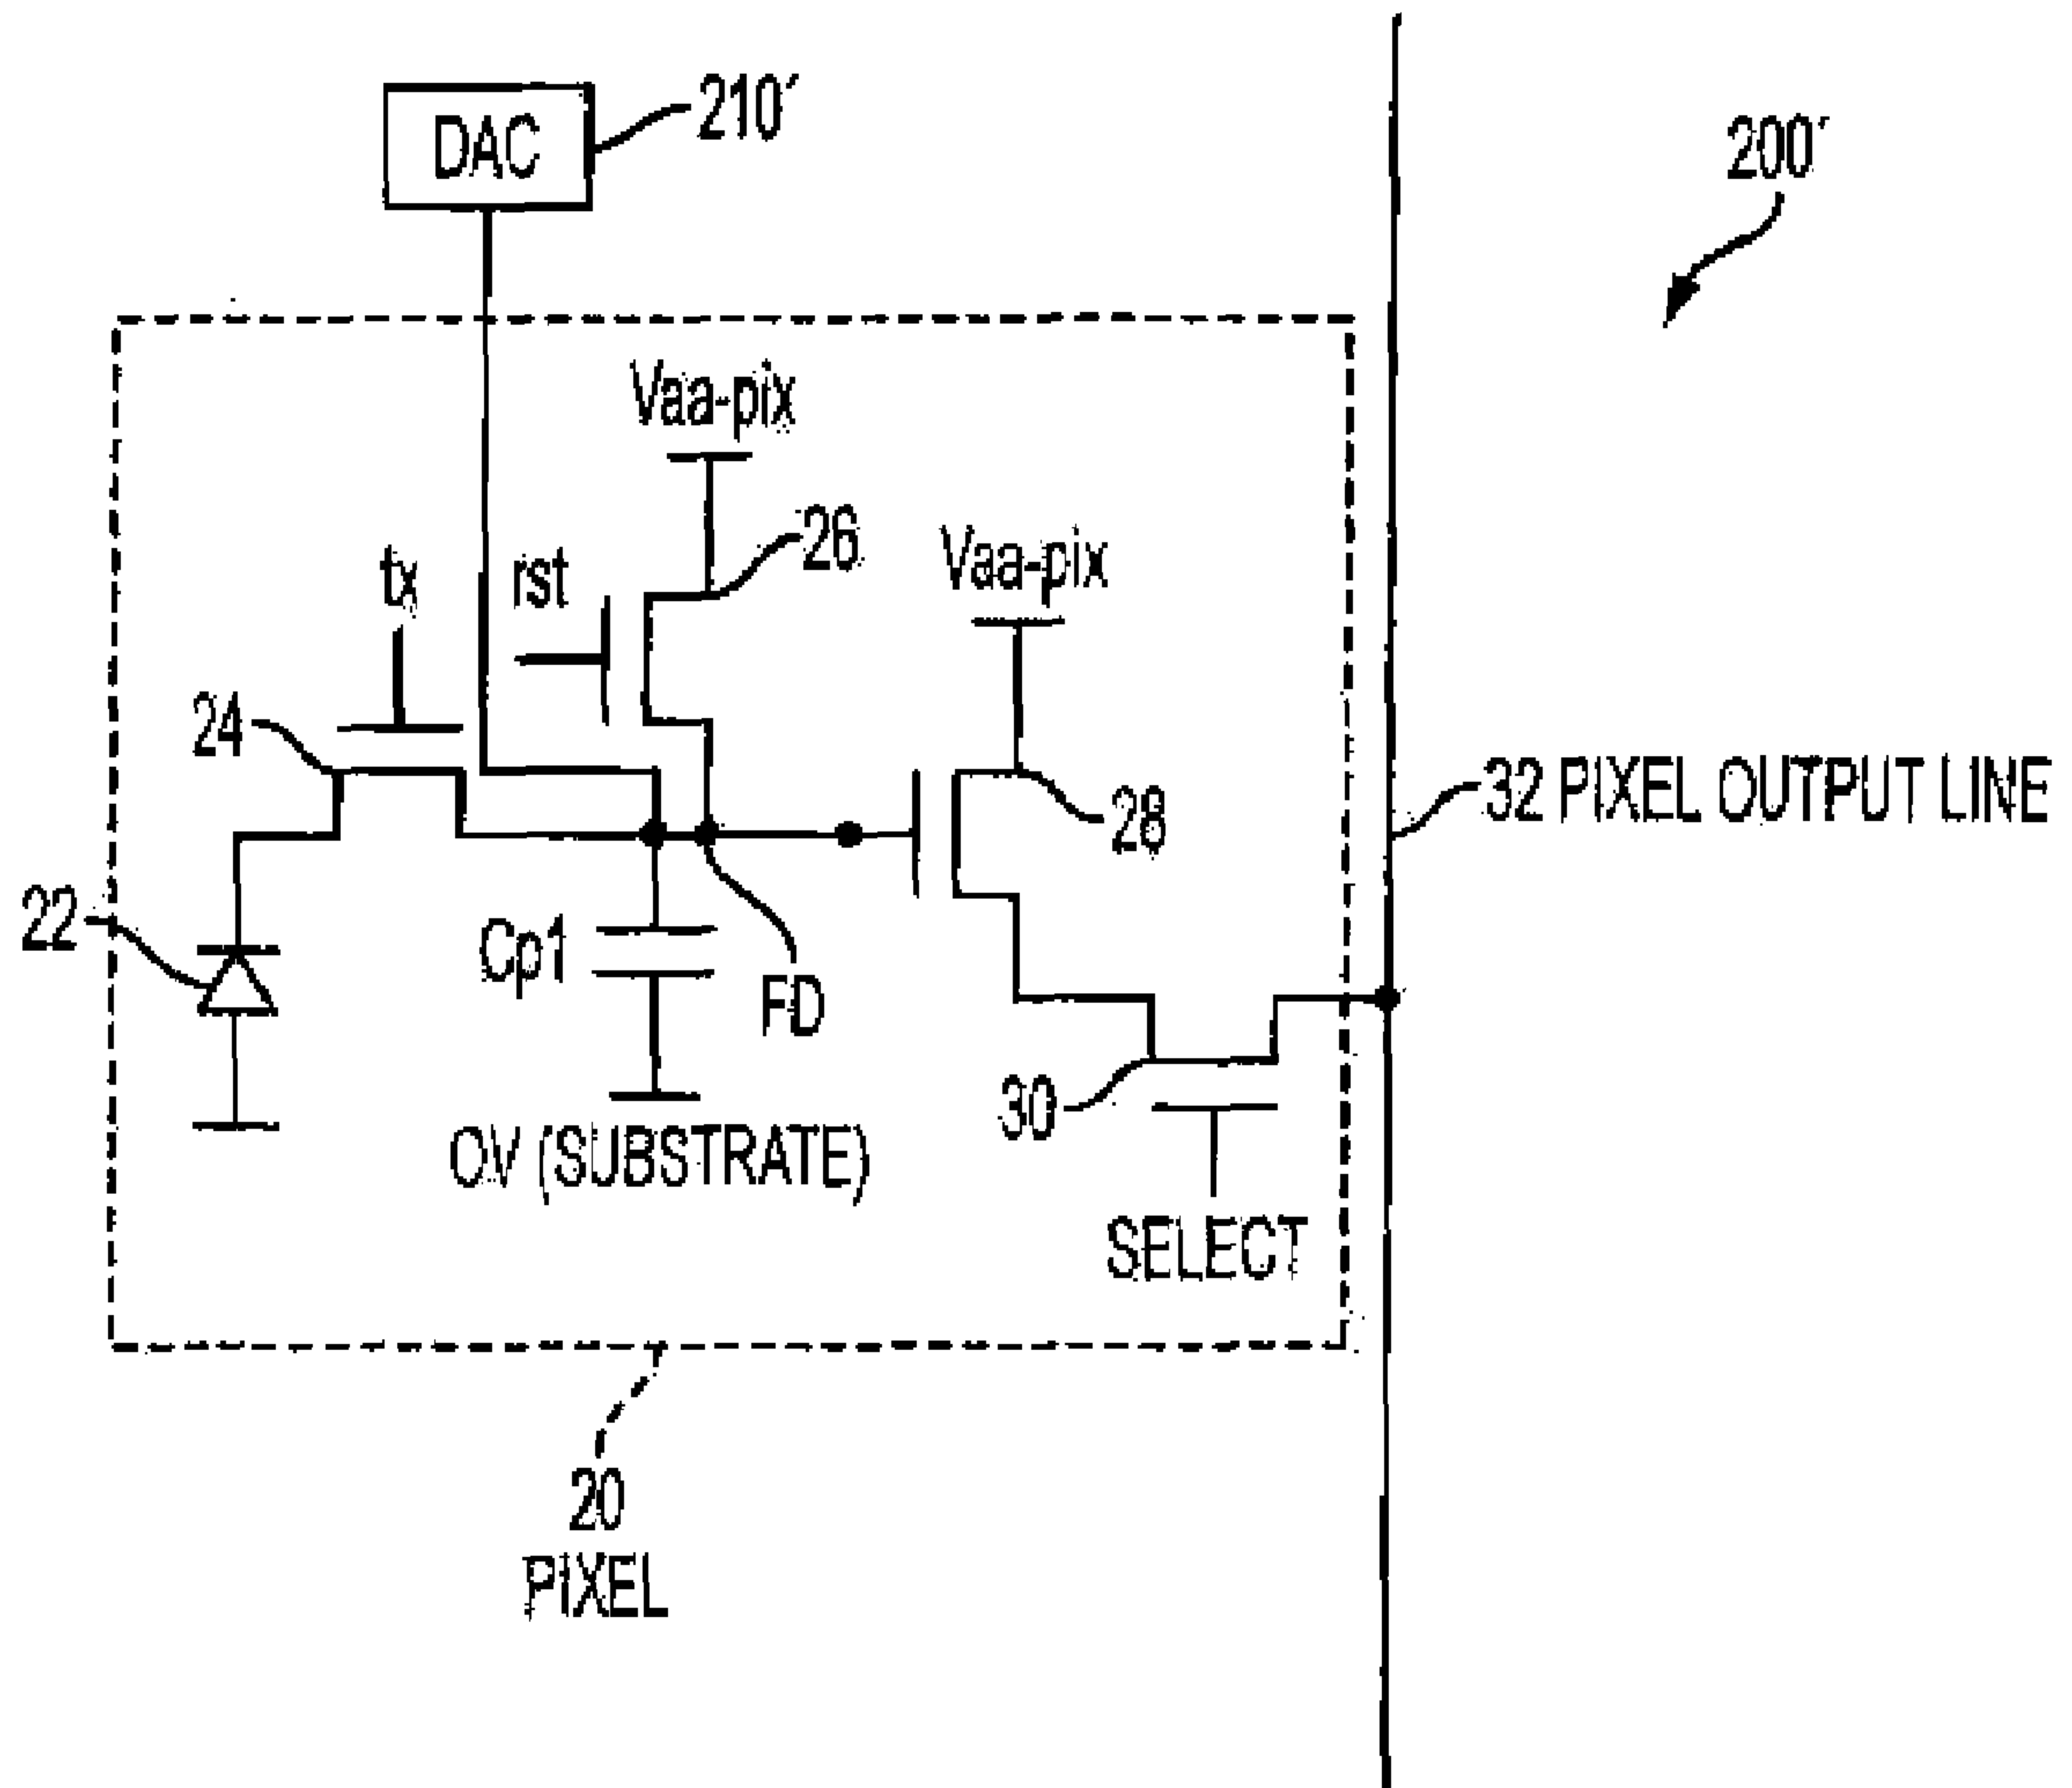 DAC
210′
200′
Vaa-pix
26
Vaa-pix
tx
rst
24
28
32 PIXEL OUTPUT LINE
22
Cp1
FD
30
OV (SUBSTRATE)
SELECT
20
PIXEL